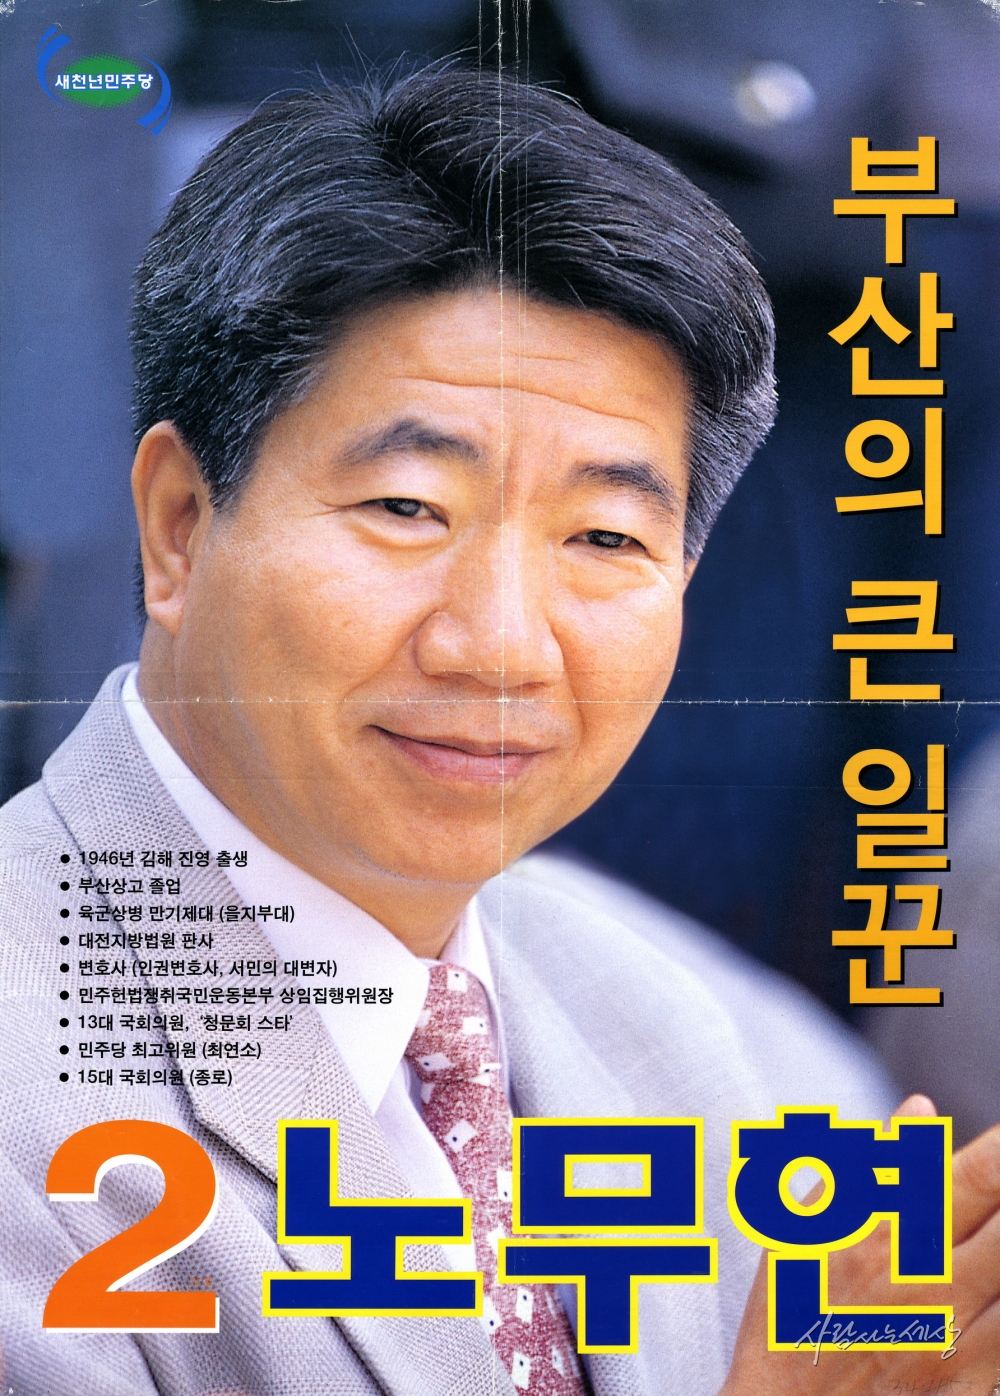 새천년민주당
부산의 큰 일꾼
● 1946년 김해 진영 출생
● 부산상고 졸업
● 육군상병 만기제대 (을지부대)
● 대전지방법원 판사
● 변호사 (인권변호사, 서민의 대변자)
● 민주헌법쟁취국민운동본부 상임집행위원장
● 13대 국회의원, ‘청문회 스타’
● 민주당 최고위원 (최연소)
● 15대 국회의원 (종로)
2 노무현
사람사는세상